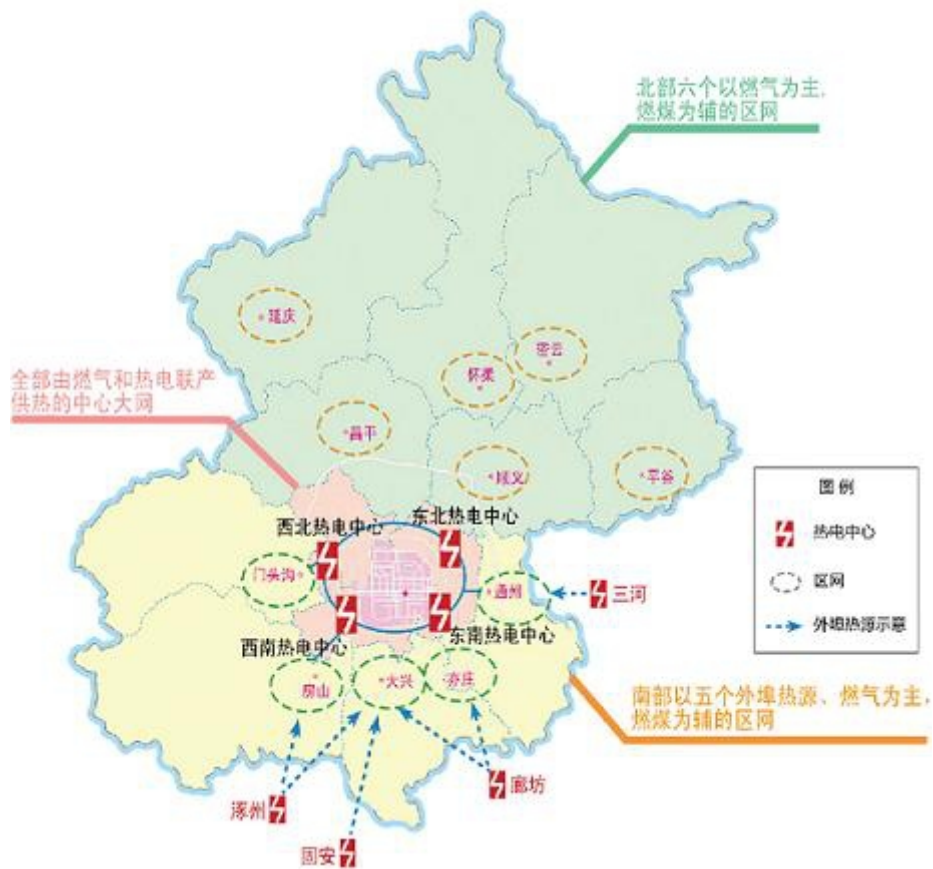 北部六个以燃气为主,
燃煤为辅的区网
延庆
密云
怀柔
全部由燃气和热电联产
供热的中心大网
昌平
顺义
平谷
图例
热电中心
区网
外埠热源示意
西北热电中心
东北热电中心
门头沟
通州
三河
西南热电中心
东南热电中心
房山
大兴
亦庄
南部以五个外埠热源、燃气为主,
燃煤为辅的区网
涿州
廊坊
固安